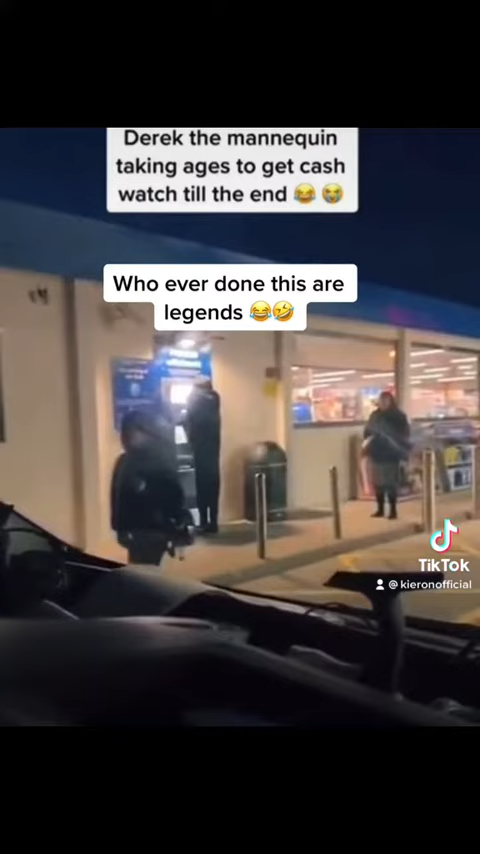 Derek the mannequin
taking ages to get cash
watch till the end 😂 😭
Who ever done this are
legends 😂🤣
TikTok
@kieronofficial